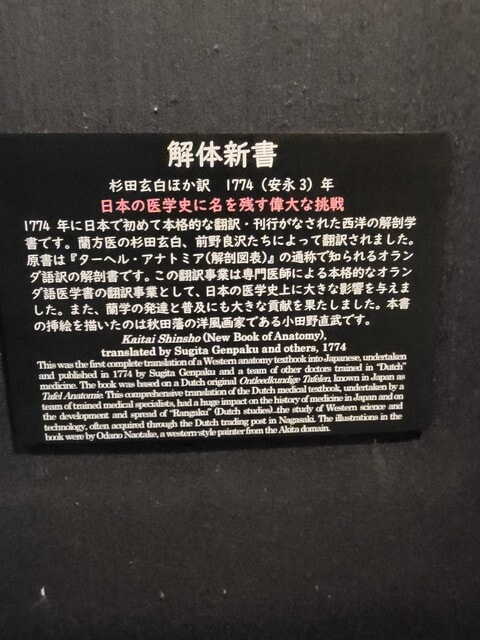 解体新書
杉田玄白ほか訳 1774（安永3）年
日本の医学史に名を残す偉大な挑戦
1774 年に日本で初めて本格的な翻訳・刊行がなされた西洋の解剖学
書です。蘭方医の杉田玄白、前野良沢たちによって翻訳されました。
原書は『ターヘル・アナトミア（解剖図表）』の通称で知られるオラン
ダ語訳の解剖書です。この翻訳事業は専門医師による本格的なオラン
ダ語医学書の翻訳事業として、日本の医学史上に大きな影響を与えま
した。また、蘭学の発達と普及にも大きな貢献を果たしました。本書
の挿絵を描いたのは秋田藩の洋風画家である小田野直武です。
Kaitai Shinsho (New Book of Anatomy),
translated by Sugita Genpaku and others, 1774
This was the first complete translation of a Western anatomy textbook into Japanese, undertaken
and published in 1774 by Sugita Genpaku and a team of other doctors trained in "Dutch"
medicine. The book was based on a Dutch original Ontleedkundige Tafelen, known in Japan as
Tafel Anatomie. This comprehensive translation of the Dutch medical textbook, undertaken by a
team of trained medical specialists, had a huge impact on the history of medicine in Japan and on
the development and spread of "Rangaku" (Dutch studies)..the study of Western science and
technology, often acquired through the Dutch trading post in Nagasaki. The illustrations in the
book were by Odano Naotake, a western-style painter from the Akita domain.